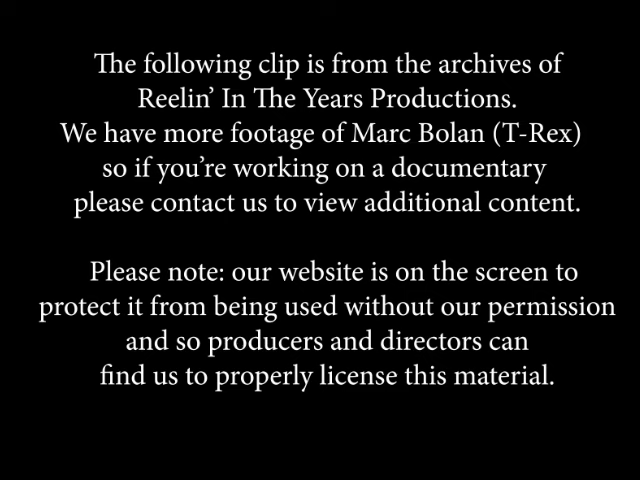 The following clip is from the archives of
Reelin’ In The Years Productions.
We have more footage of Marc Bolan (T-Rex)
so if you’re working on a documentary
please contact us to view additional content.
Please note: our website is on the screen to
protect it from being used without our permission
and so producers and directors can
find us to properly license this material.